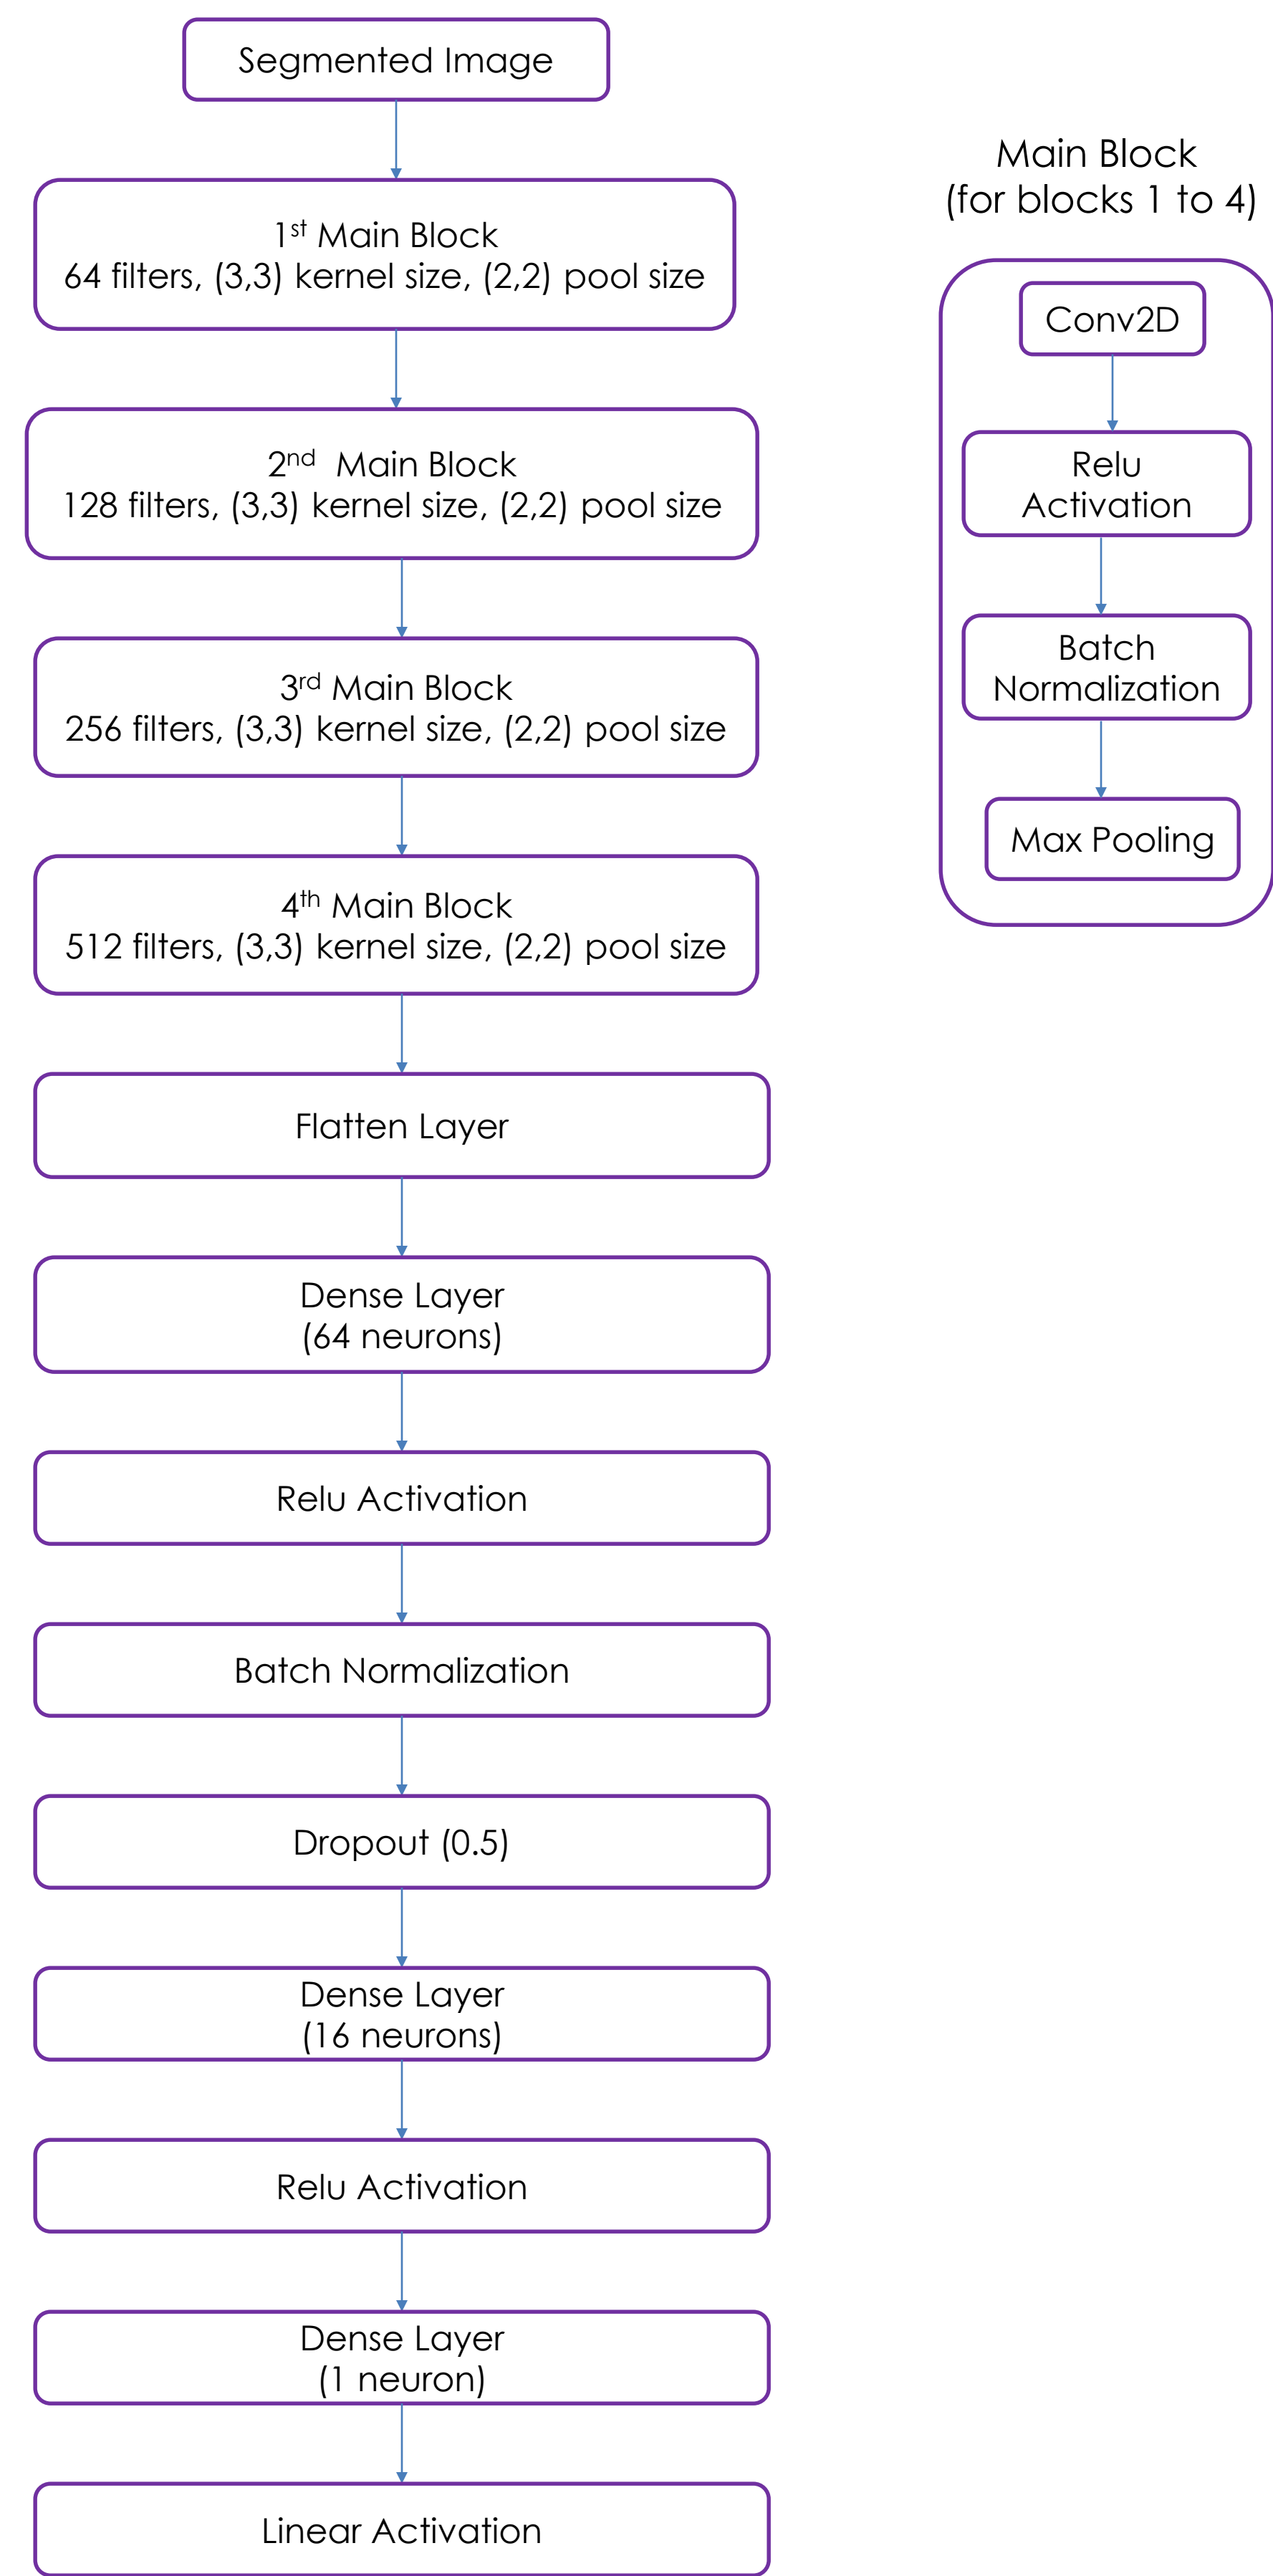 Segmented Image
1st Main Block
64 filters, (3,3) kernel size, (2,2) pool size
2nd Main Block
128 filters, (3,3) kernel size, (2,2) pool size
3rd Main Block
256 filters, (3,3) kernel size, (2,2) pool size
4th Main Block
512 filters, (3,3) kernel size, (2,2) pool size
Flatten Layer
Dense Layer
(64 neurons)
Relu Activation
Batch Normalization
Dropout (0.5)
Dense Layer
(16 neurons)
Relu Activation
Dense Layer
(1 neuron)
Linear Activation
Main Block
(for blocks 1 to 4)
Conv2D
Relu
Activation
Batch
Normalization
Max Pooling